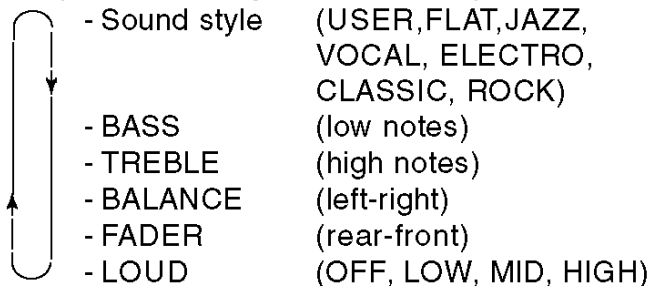 - Sound style (USER,FLAT,JAZZ,
VOCAL, ELECTRO,
CLASSIC, ROCK)
- BASS (low notes)
- TREBLE (high notes)
- BALANCE (left-right)
- FADER (rear-front)
- LOUD (OFF, LOW, MID, HIGH)